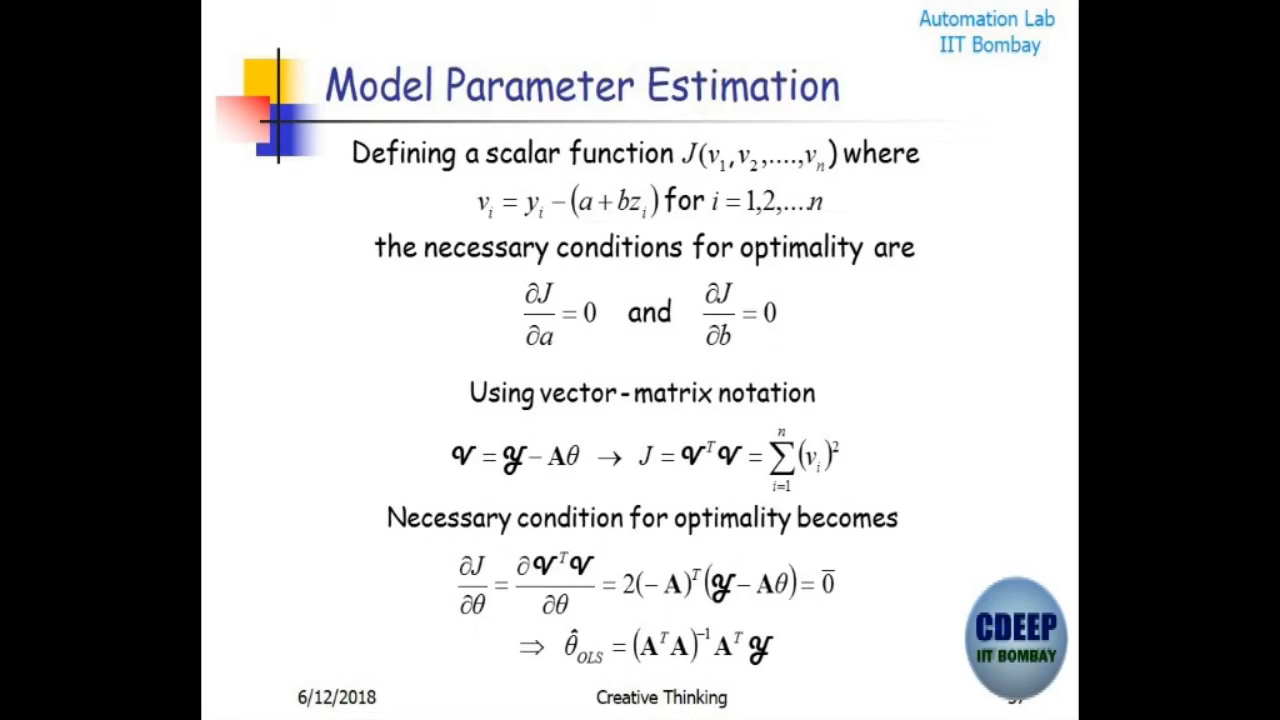 Automation Lab
IIT Bombay
Model Parameter Estimation
Defining a scalar function J(v₁,v₂,....,vₙ) where
vᵢ = yᵢ − (a + bzᵢ) for i = 1,2,....n
the necessary conditions for optimality are
∂J/∂a = 0 and ∂J/∂b = 0
Using vector-matrix notation
𝒱 = 𝒴 − Aθ → J = 𝒱ᵀ𝒱 = ∑ᵢ₌₁ⁿ (vᵢ)²
Necessary condition for optimality becomes
∂J/∂θ = ∂𝒱ᵀ𝒱/∂θ = 2(−A)ᵀ(𝒴 − Aθ) = 0̅
⇒ θ̂_OLS = (AᵀA)⁻¹Aᵀ𝒴
CDEEP
IIT BOMBAY
6/12/2018 Creative Thinking